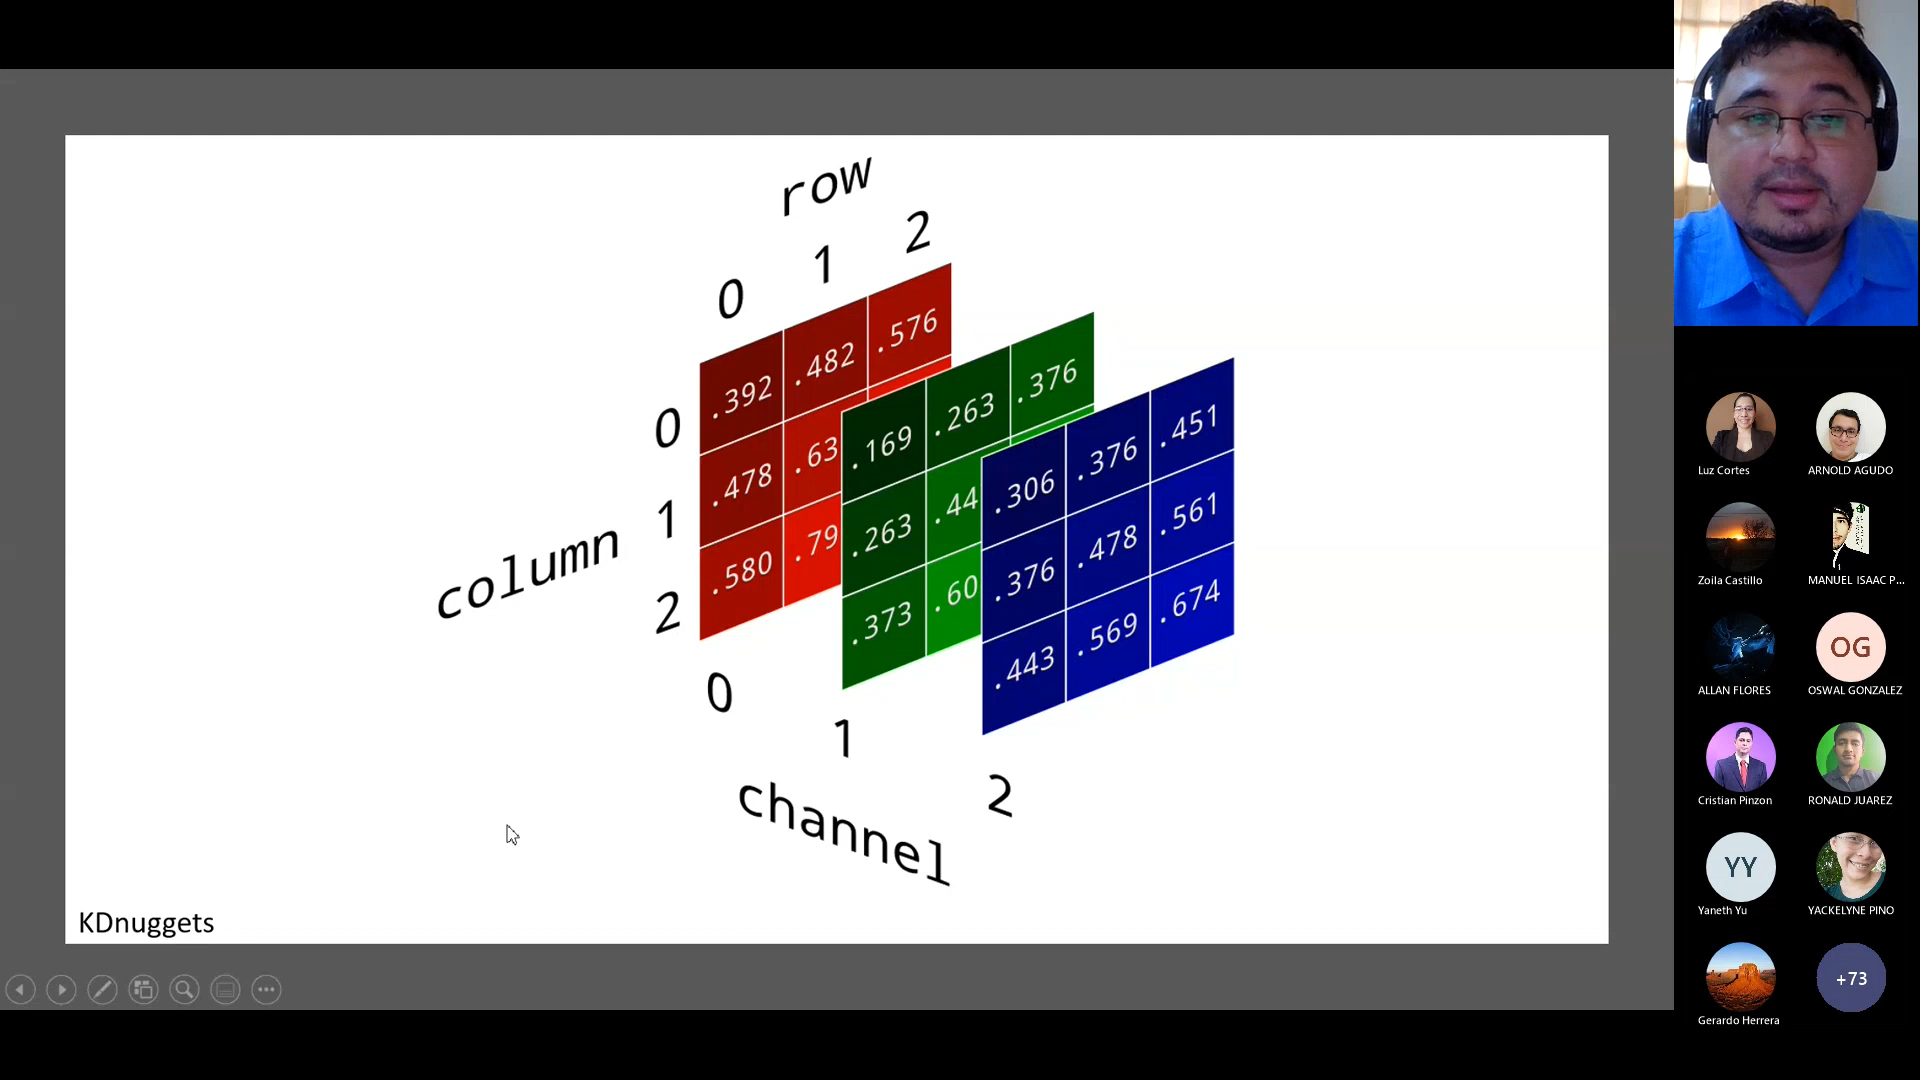 row
0 1 2
column
0
1
2
.392 .482 .576
.478 .63
.580 .79
.169 .263 .376
.263 .44
.373 .60
.306 .376 .451
.376 .478 .561
.443 .569 .674
0
1
2
channel
KDnuggets
Luz Cortes
ARNOLD AGUDO
Zoila Castillo
MANUEL ISAAC P...
ALLAN FLORES
OG
OSWAL GONZALEZ
Cristian Pinzon
RONALD JUAREZ
YY
Yaneth Yu
YACKELYNE PINO
Gerardo Herrera
+73